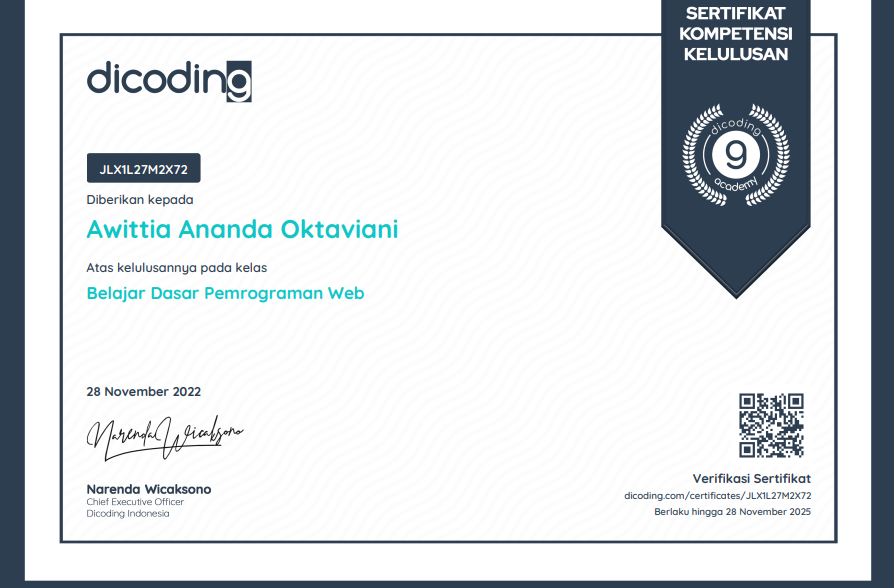 SERTIFIKAT
KOMPETENSI
KELULUSAN
dicoding
dicoding
g
academy
JLX1L27M2X72
Diberikan kepada
Awittia Ananda Oktaviani
Atas kelulusannya pada kelas
Belajar Dasar Pemrograman Web
28 November 2022
Narenda Wicaksono
Narenda Wicaksono
Chief Executive Officer
Dicoding Indonesia
Verifikasi Sertifikat
dicoding.com/certificates/JLX1L27M2X72
Berlaku hingga 28 November 2025